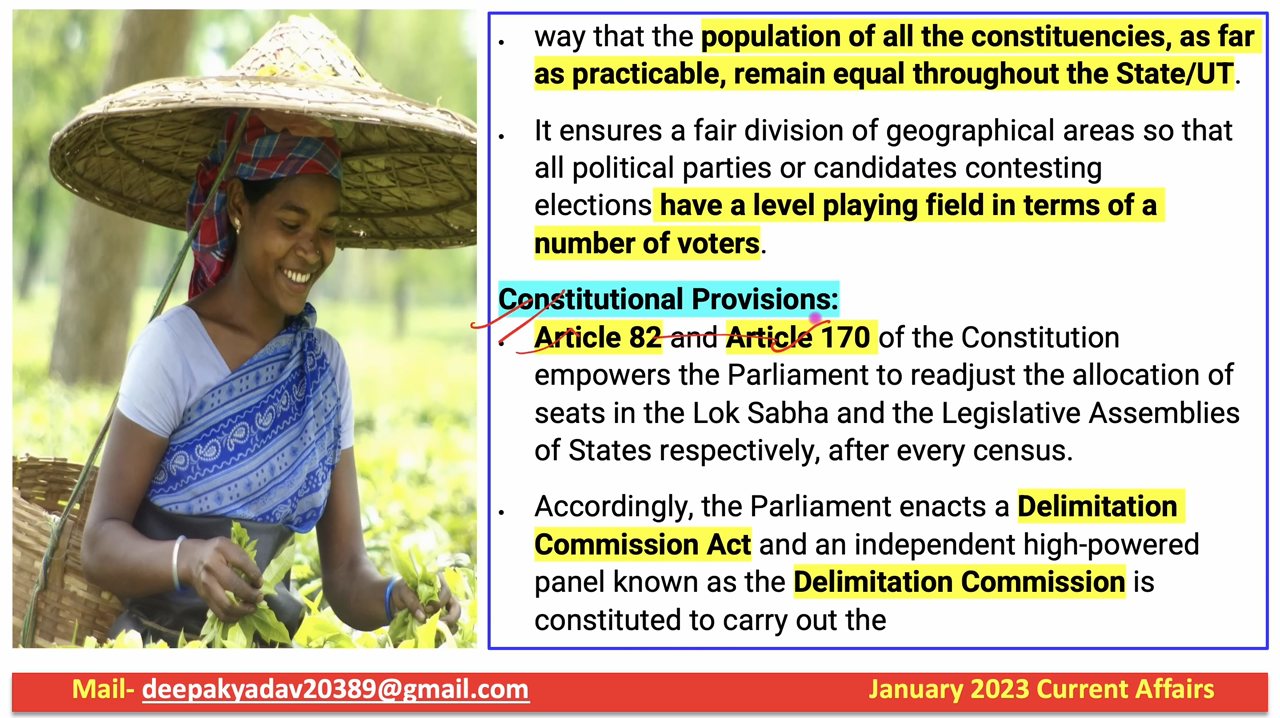 way that the population of all the constituencies, as far
as practicable, remain equal throughout the State/UT.
It ensures a fair division of geographical areas so that
all political parties or candidates contesting
elections have a level playing field in terms of a
number of voters.
Constitutional Provisions:
Article 82 and Article 170 of the Constitution
empowers the Parliament to readjust the allocation of
seats in the Lok Sabha and the Legislative Assemblies
of States respectively, after every census.
Accordingly, the Parliament enacts a Delimitation
Commission Act and an independent high-powered
panel known as the Delimitation Commission is
constituted to carry out the
Mail- deepakyadav20389@gmail.com
January 2023 Current Affairs